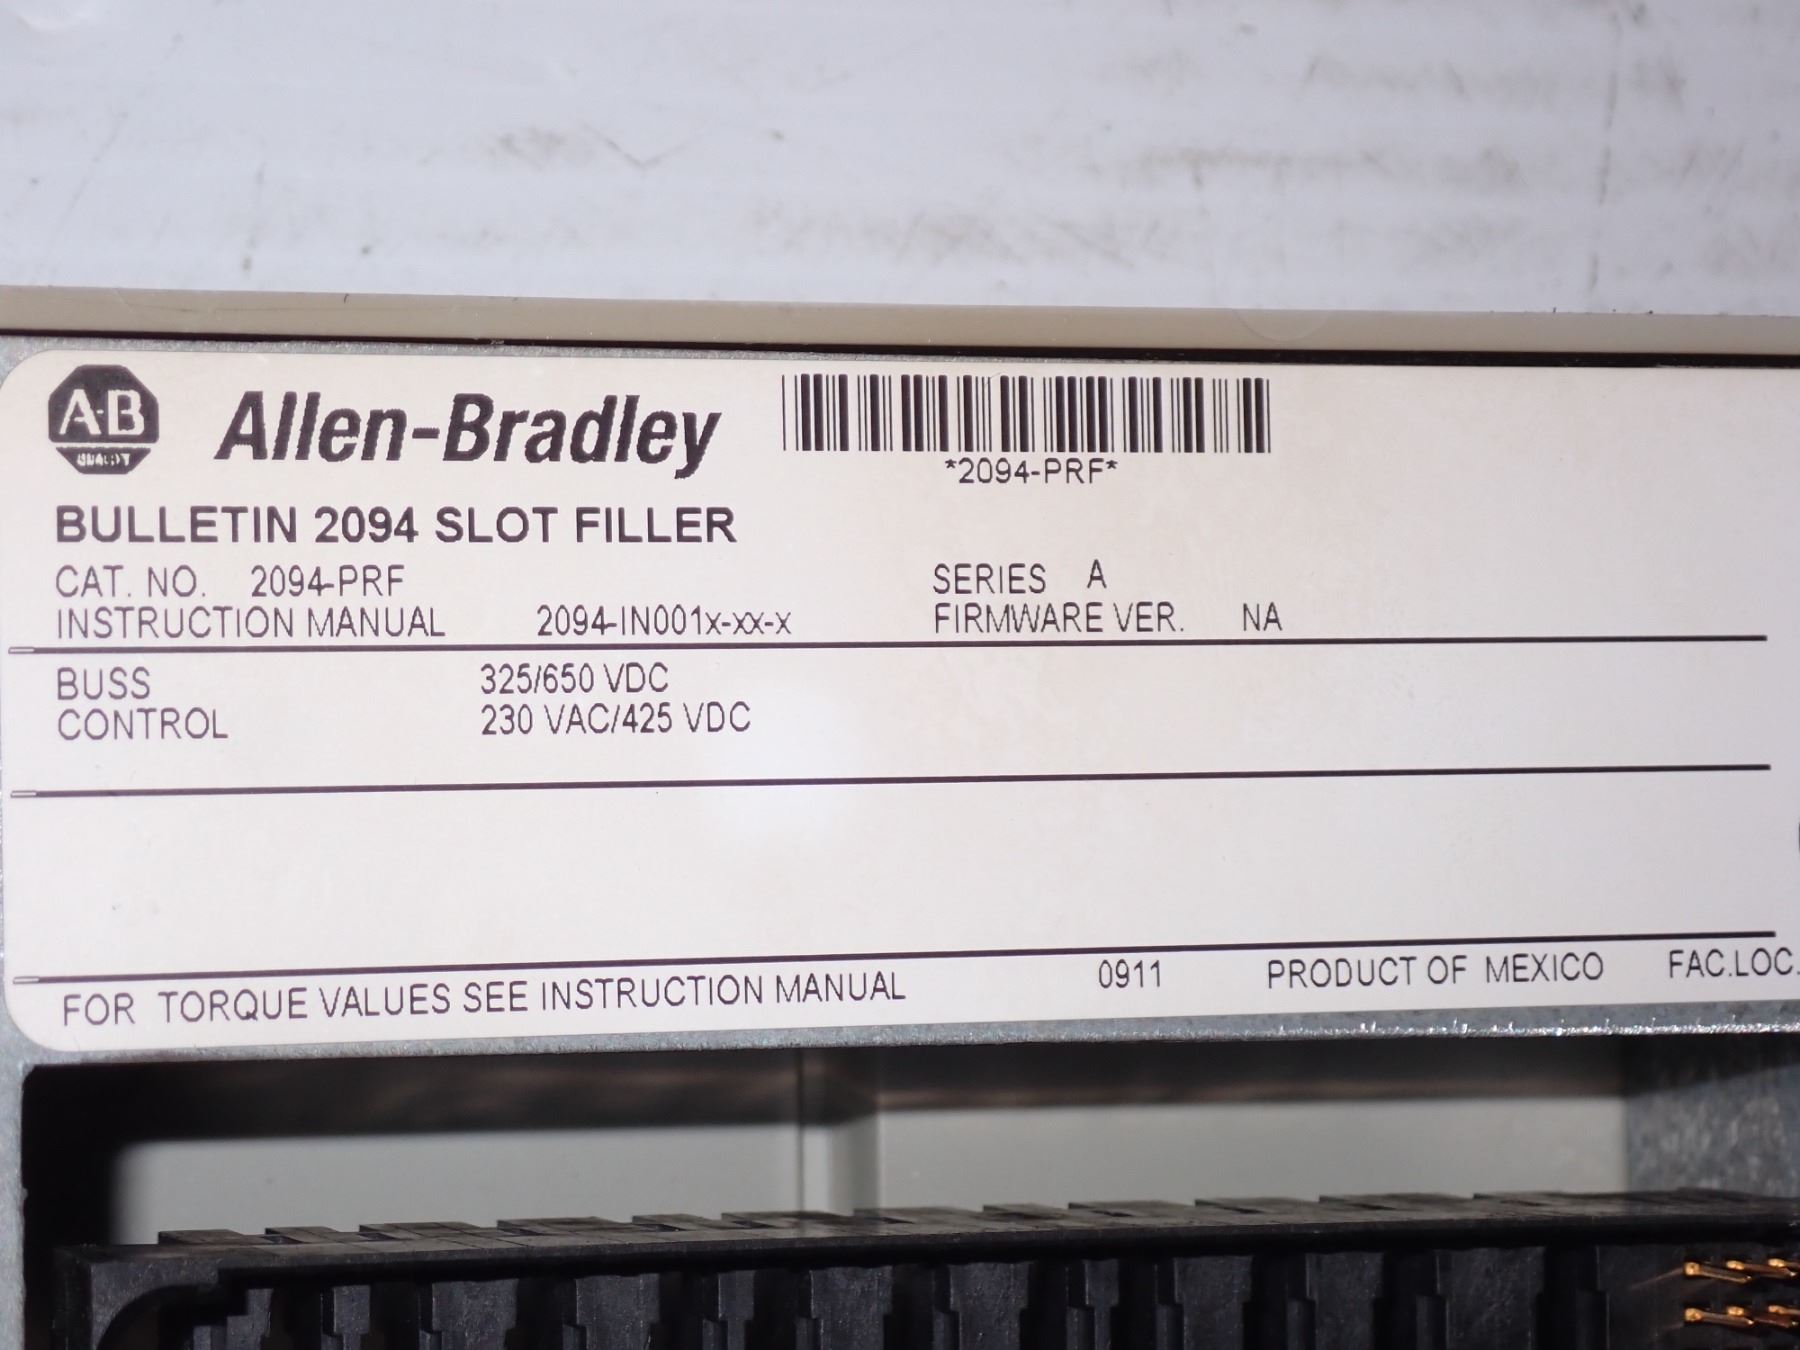 A-B
QUALITY
Allen-Bradley
*2094-PRF*
BULLETIN 2094 SLOT FILLER
CAT. NO. 2094-PRF SERIES A
INSTRUCTION MANUAL 2094-IN001x-xx-x FIRMWARE VER. NA
BUSS 325/650 VDC
CONTROL 230 VAC/425 VDC
FOR TORQUE VALUES SEE INSTRUCTION MANUAL 0911 PRODUCT OF MEXICO FAC.LOC.